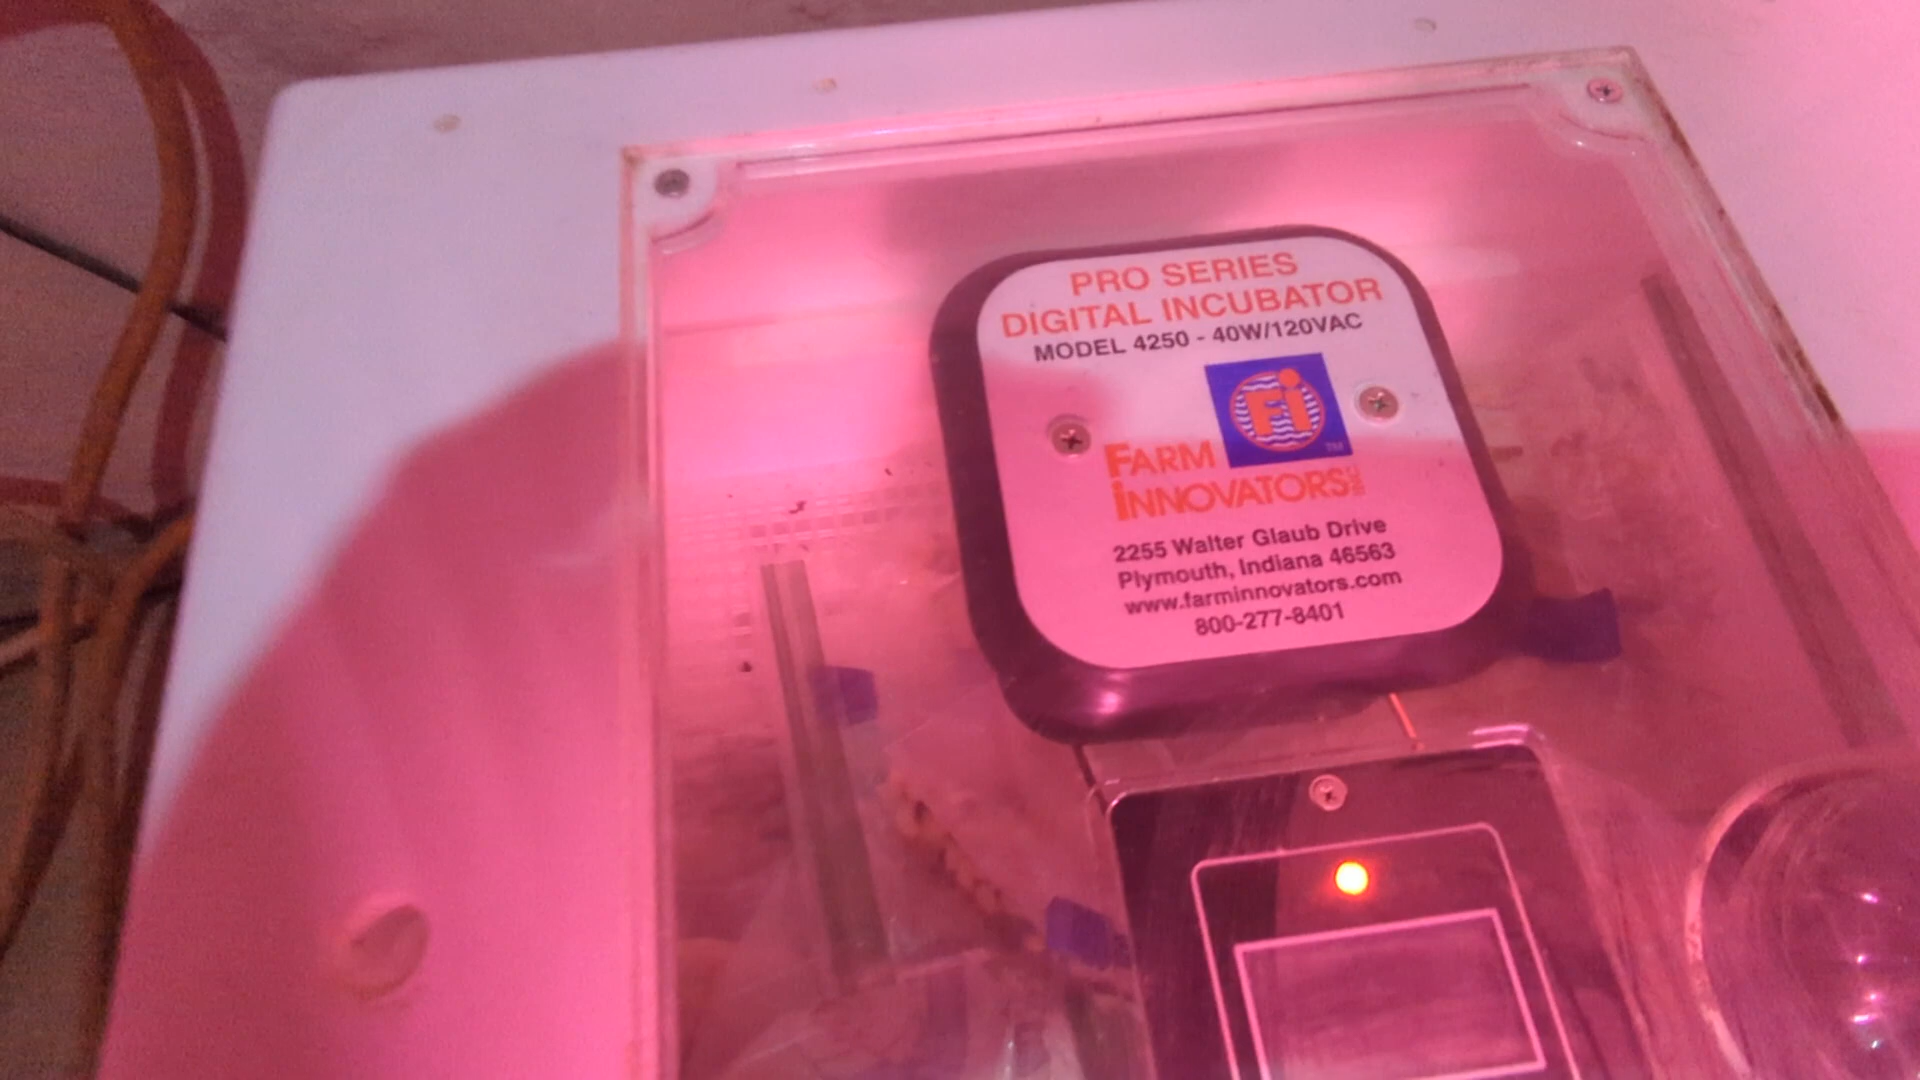 PRO SERIES
DIGITAL INCUBATOR
MODEL 4250 - 40W/120VAC
Fi
TM
FARM
INNOVATORS
2255 Walter Glaub Drive
Plymouth, Indiana 46563
www.farminnovators.com
800-277-8401